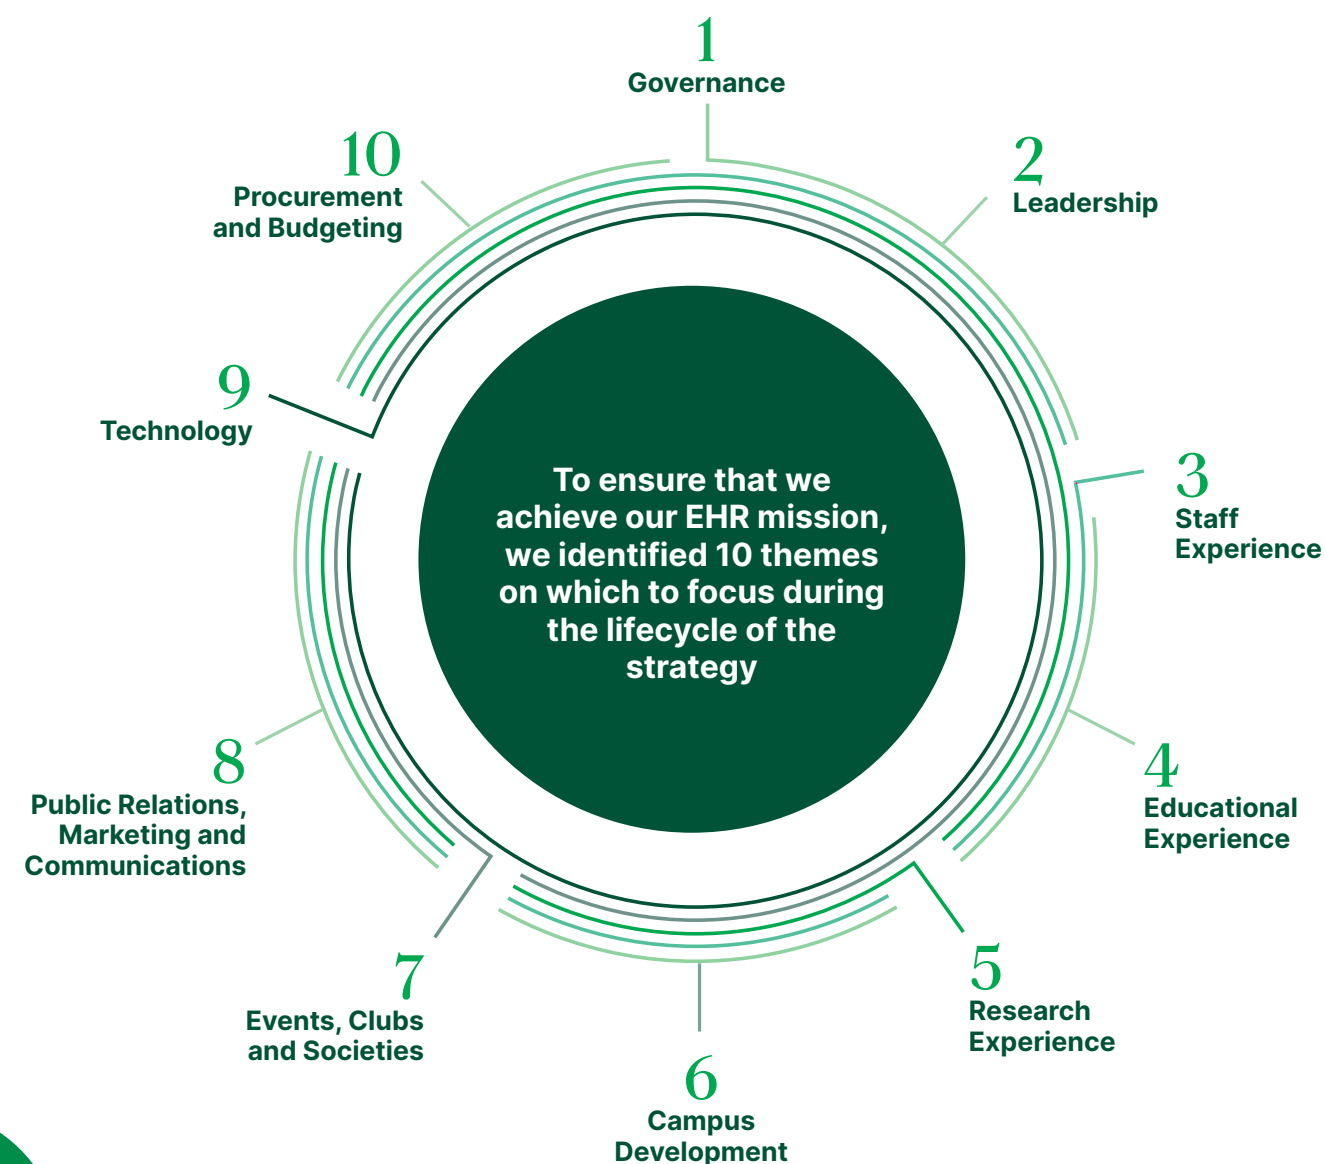 1
Governance
2
Leadership
3
Staff
Experience
4
Educational
Experience
5
Research
Experience
6
Campus
Development
7
Events, Clubs
and Societies
8
Public Relations,
Marketing and
Communications
9
Technology
10
Procurement
and Budgeting
To ensure that we
achieve our EHR mission,
we identified 10 themes
on which to focus during
the lifecycle of the
strategy